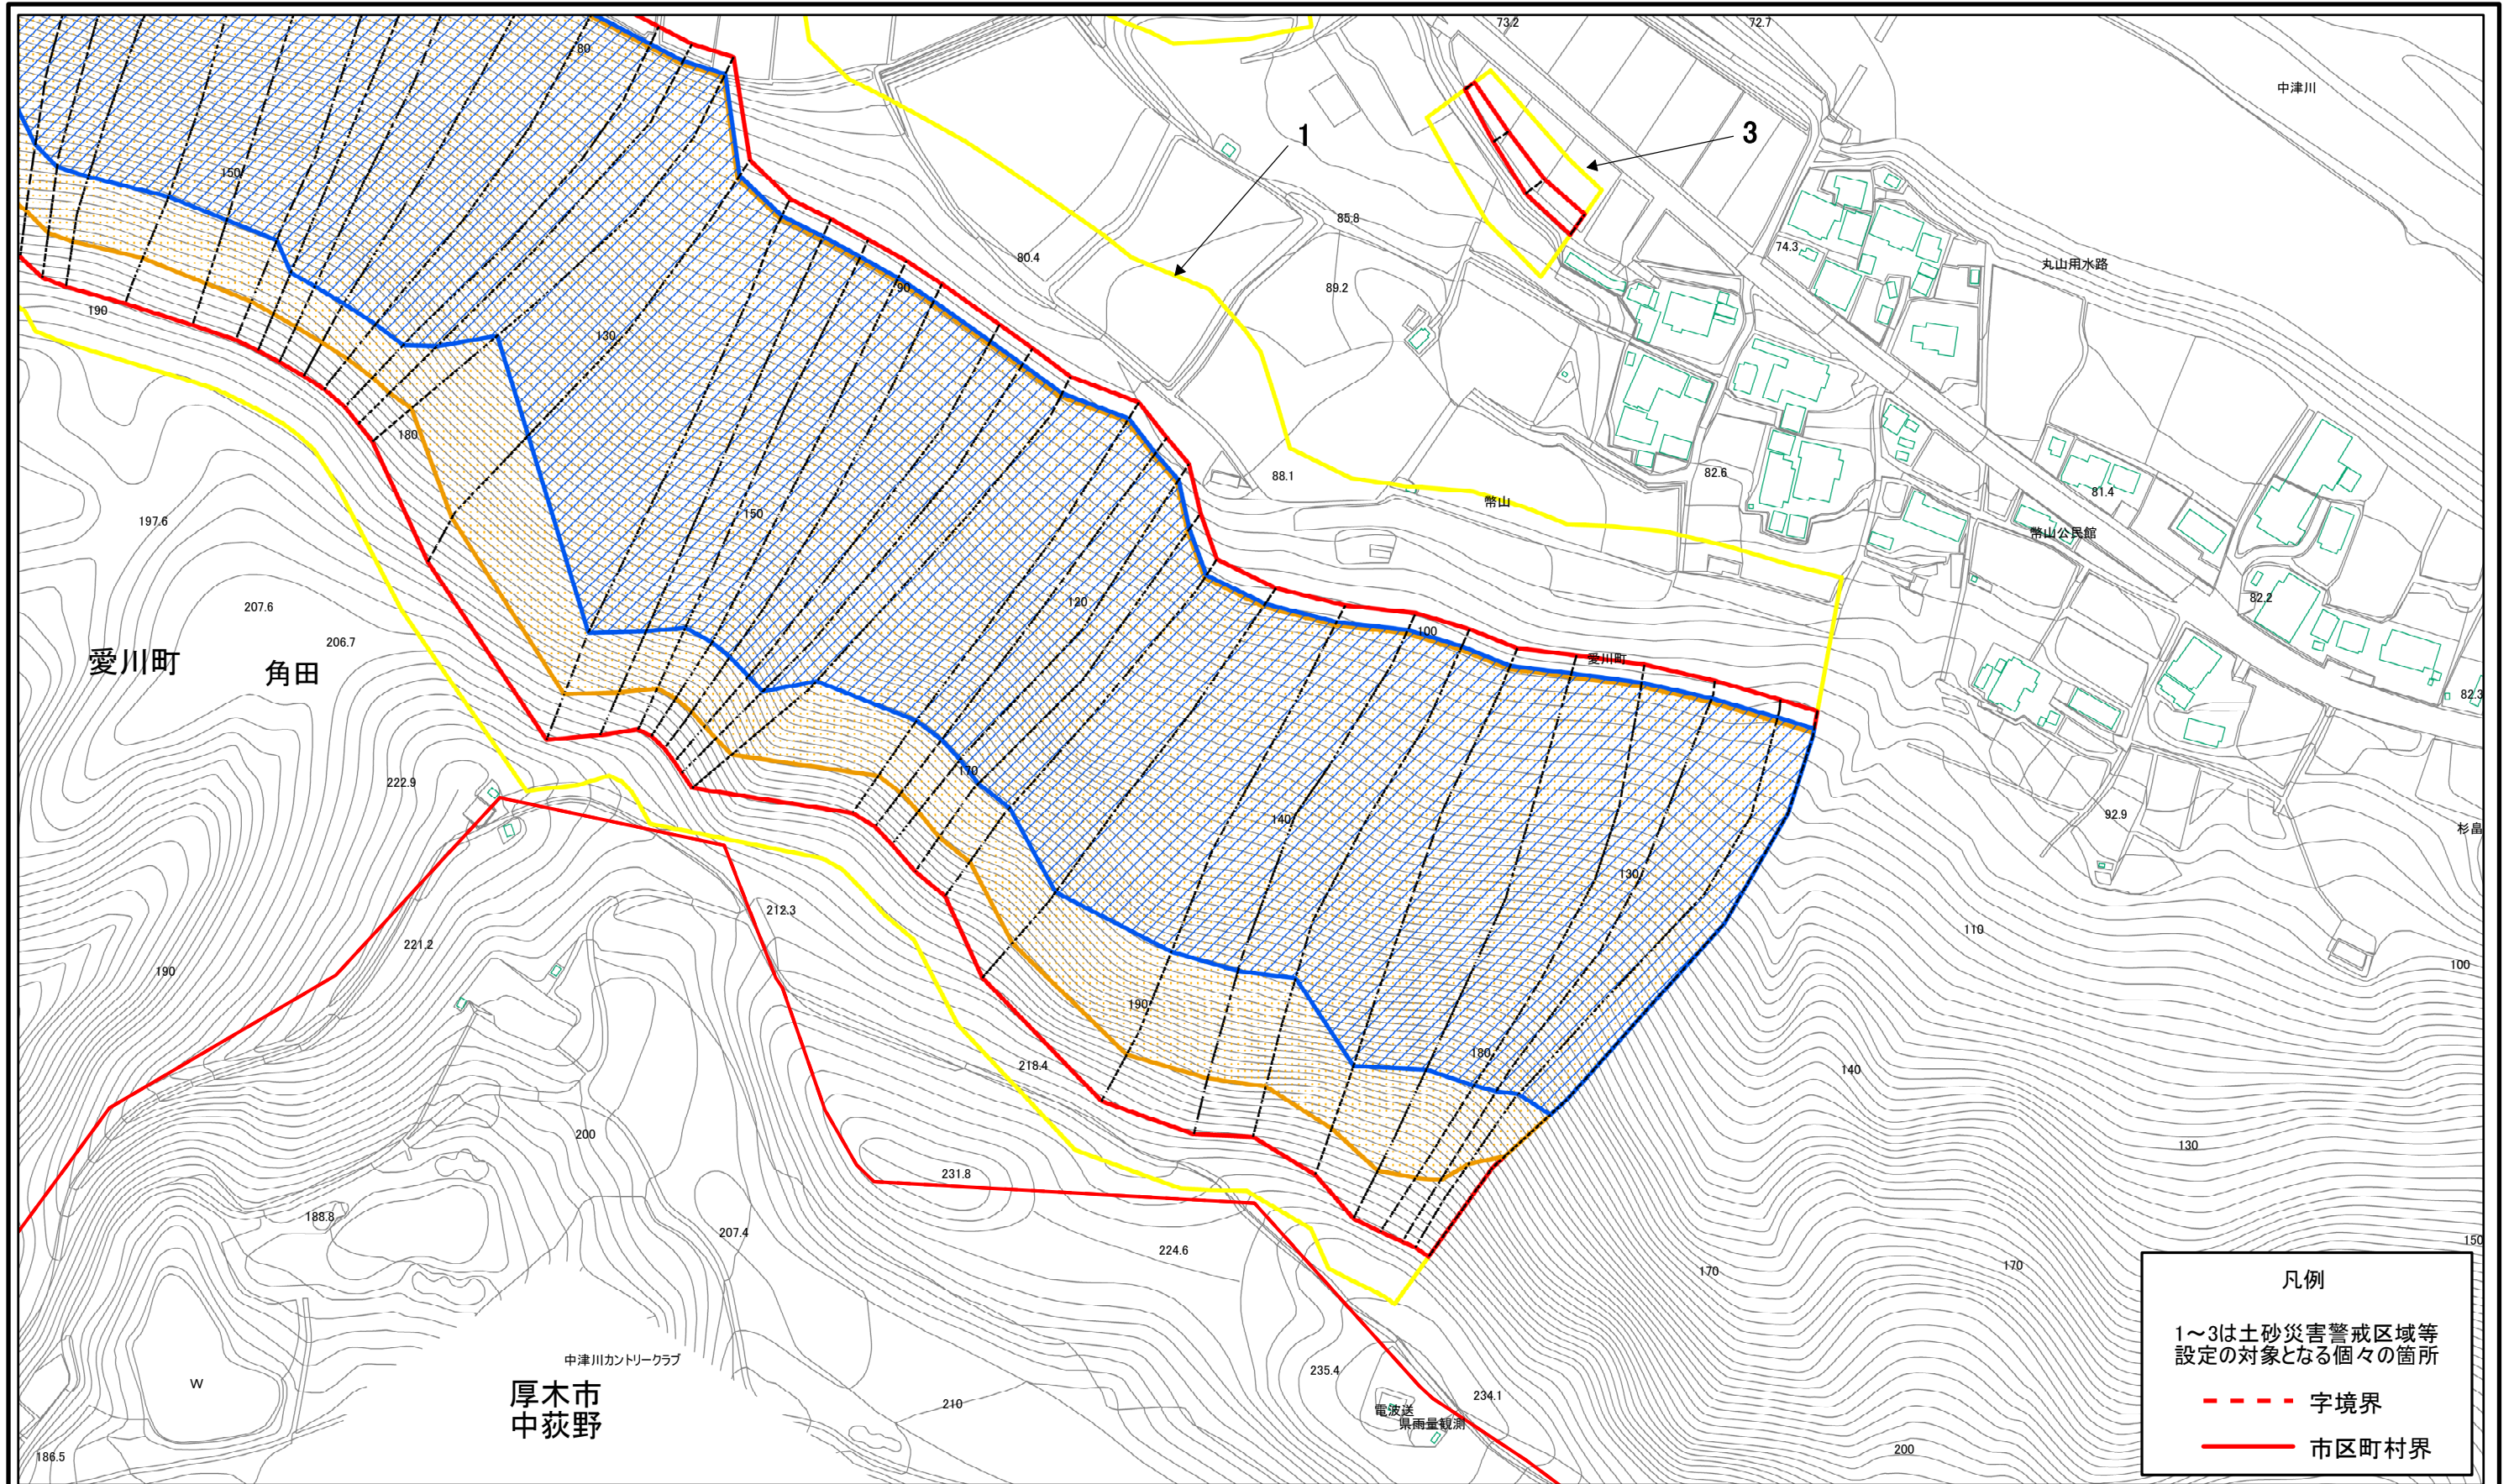 73.2
72.7
80
中津川
1
3
150
85.8
74.3
80.4
丸山用水路
89.2
90
190
130
180
88.1
82.6
幣山
81.4
197.6
150
幣山公民館
207.6
120
82.2
206.7
100
愛川町
愛川町
角田
82.3
170
222.9
140
92.9
杉畠
130
212.3
110
221.2
190
100
190
218.4
180
140
200
130
231.8
188.8
207.4
224.6
150
170
170
凡例
1～3は土砂災害警戒区域等
設定の対象となる個々の箇所
字境界
市区町村界
中津川カントリークラブ
235.4
W
厚木市
中荻野
234.1
210
電波送
県雨量観測
200
186.5